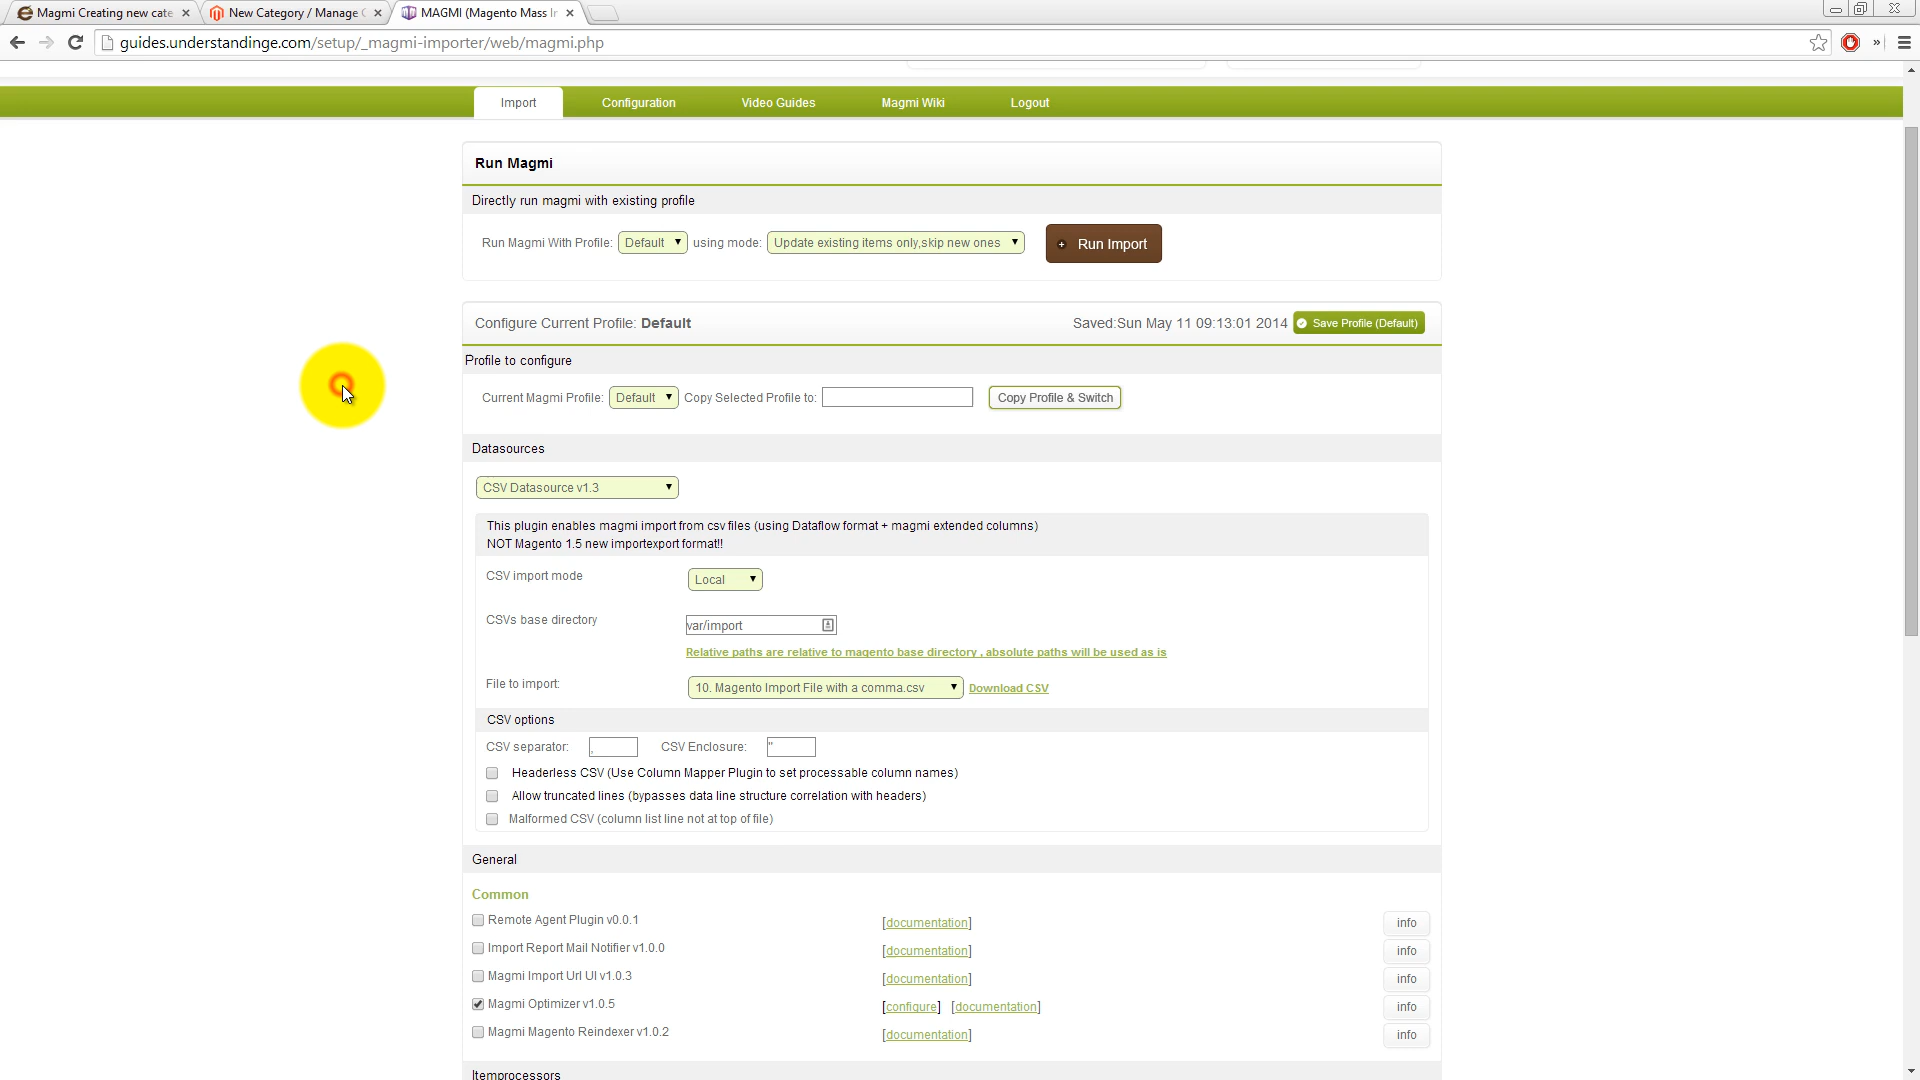 Magmi Creating new cate
New Category / Manage C
MAGMI (Magento Mass Ir
guides.understandinge.com/setup/_magmi-importer/web/magmi.php
Import
Configuration
Video Guides
Magmi Wiki
Logout
Run Magmi
Directly run magmi with existing profile
Run Magmi With Profile: Default using mode: Update existing items only,skip new ones Run Import
Configure Current Profile: Default Saved:Sun May 11 09:13:01 2014 Save Profile (Default)
Profile to configure
Current Magmi Profile: Default Copy Selected Profile to: Copy Profile & Switch
Datasources
CSV Datasource v1.3
This plugin enables magmi import from csv files (using Dataflow format + magmi extended columns)
NOT Magento 1.5 new importexport format!!
CSV import mode Local
CSVs base directory var/import
Relative paths are relative to magento base directory , absolute paths will be used as is
File to import: 10. Magento Import File with a comma.csv Download CSV
CSV options
CSV separator: , CSV Enclosure: "
Headerless CSV (Use Column Mapper Plugin to set processable column names)
Allow truncated lines (bypasses data line structure correlation with headers)
Malformed CSV (column list line not at top of file)
General
Common
Remote Agent Plugin v0.0.1 [documentation] info
Import Report Mail Notifier v1.0.0 [documentation] info
Magmi Import Url UI v1.0.3 [documentation] info
Magmi Optimizer v1.0.5 [configure] [documentation] info
Magmi Magento Reindexer v1.0.2 [documentation] info
Itemprocessors